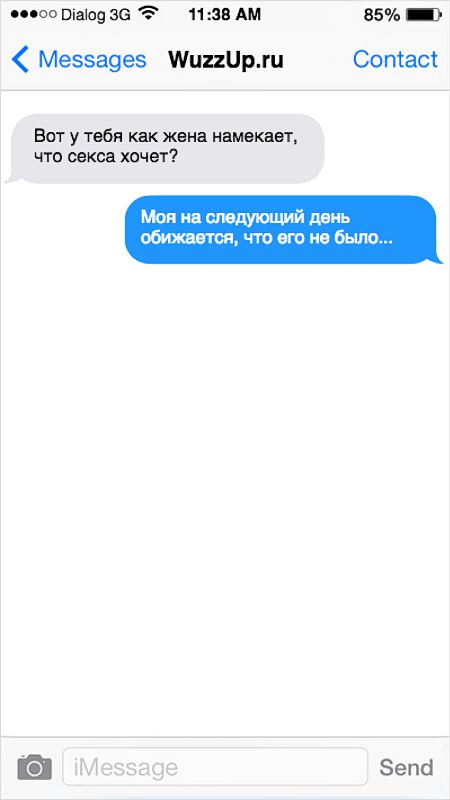 Dialog 3G 11:38 AM 85%
Messages WuzzUp.ru Contact
Вот у тебя как жена намекает,
что секса хочет?
Моя на следующий день
обижается, что его не было...
iMessage Send